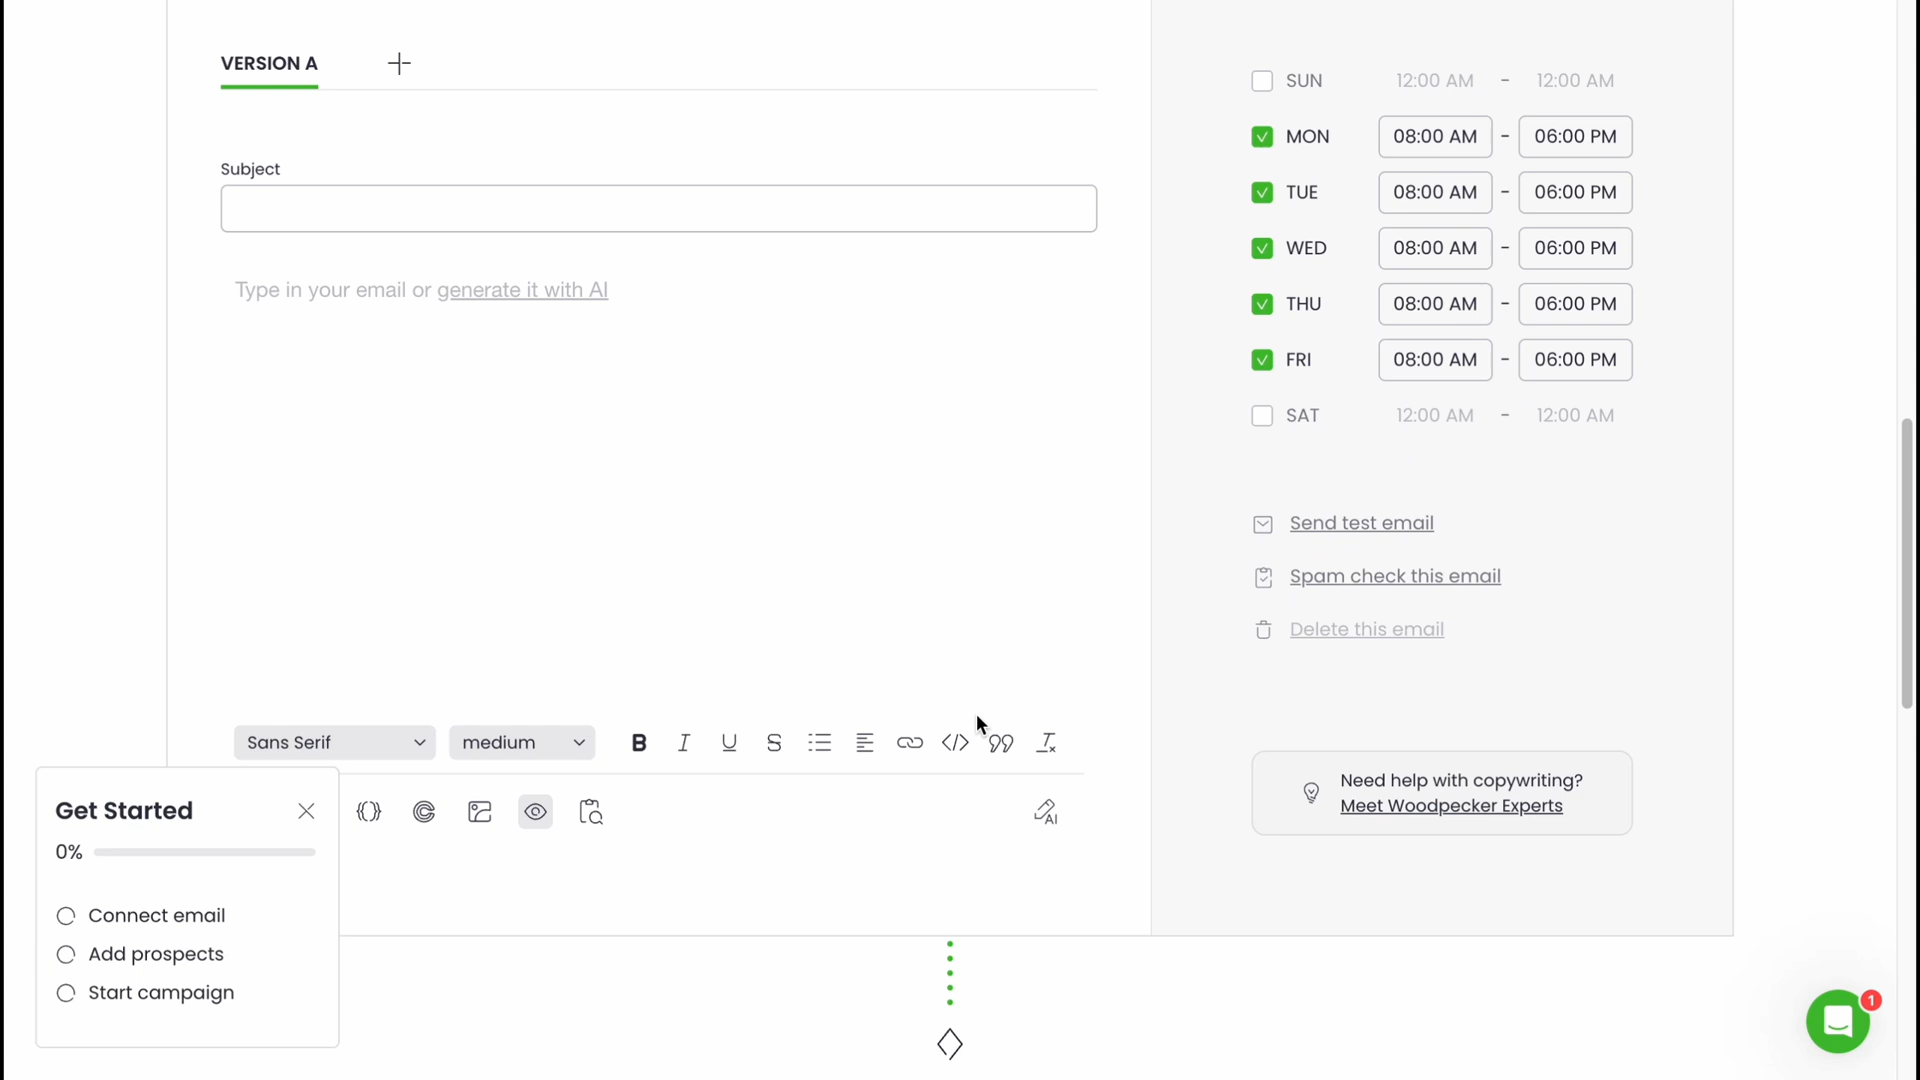 VERSION A
Subject
Type in your email or generate it with AI
Sans Serif
medium
B I U S
AI
Get Started
0%
Connect email
Add prospects
Start campaign
SUN 12:00 AM - 12:00 AM
MON 08:00 AM - 06:00 PM
TUE 08:00 AM - 06:00 PM
WED 08:00 AM - 06:00 PM
THU 08:00 AM - 06:00 PM
FRI 08:00 AM - 06:00 PM
SAT 12:00 AM - 12:00 AM
Send test email
Spam check this email
Delete this email
Need help with copywriting?
Meet Woodpecker Experts
1